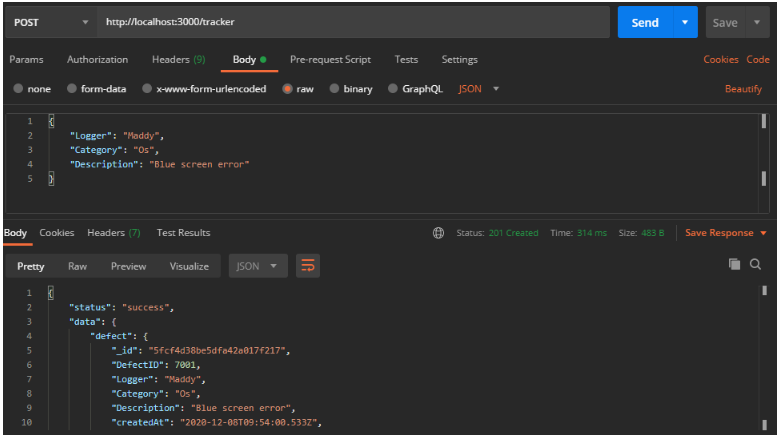 POST http://localhost:3000/tracker Send Save
Params Authorization Headers (9) Body Pre-request Script Tests Settings Cookies Code
none form-data x-www-form-urlencoded raw binary GraphQL JSON Beautify
1 {
2 "Logger": "Maddy",
3 "Category": "Os",
4 "Description": "Blue screen error"
5 }
Body Cookies Headers (7) Test Results Status: 201 Created Time: 314 ms Size: 483 B Save Response
Pretty Raw Preview Visualize JSON
1 {
2 "status": "success",
3 "data": {
4 "defect": {
5 "_id": "5fcf4d38be5dfa42a017f217",
6 "DefectID": 7001,
7 "Logger": "Maddy",
8 "Category": "Os",
9 "Description": "Blue screen error",
10 "createdAt": "2020-12-08T09:54:00.533Z",